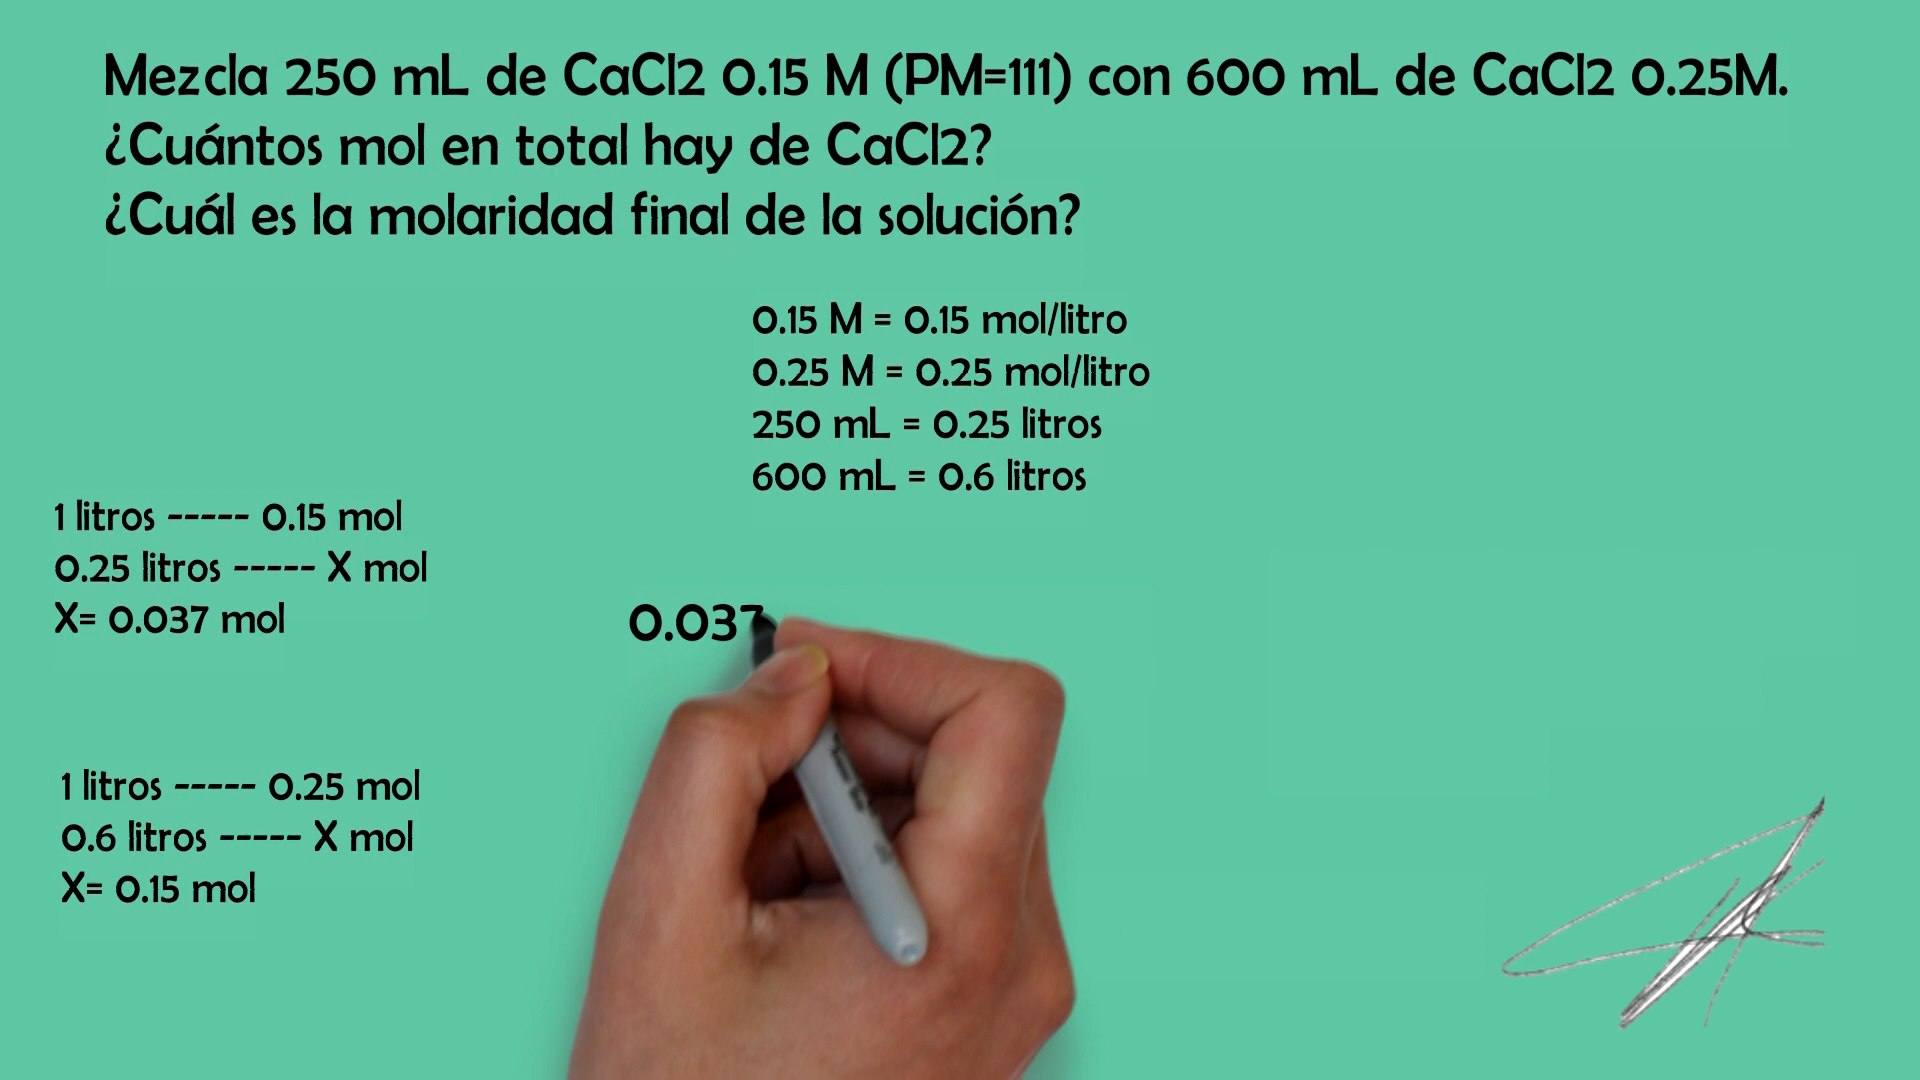 Mezcla 250 mL de CaCl2 0.15 M (PM=111) con 600 mL de CaCl2 0.25M.
¿Cuántos mol en total hay de CaCl2?
¿Cuál es la molaridad final de la solución?
0.15 M = 0.15 mol/litro
0.25 M = 0.25 mol/litro
250 mL = 0.25 litros
600 mL = 0.6 litros
1 litros ----- 0.15 mol
0.25 litros ----- X mol
X= 0.037 mol
0.037
1 litros ----- 0.25 mol
0.6 litros ----- X mol
X= 0.15 mol